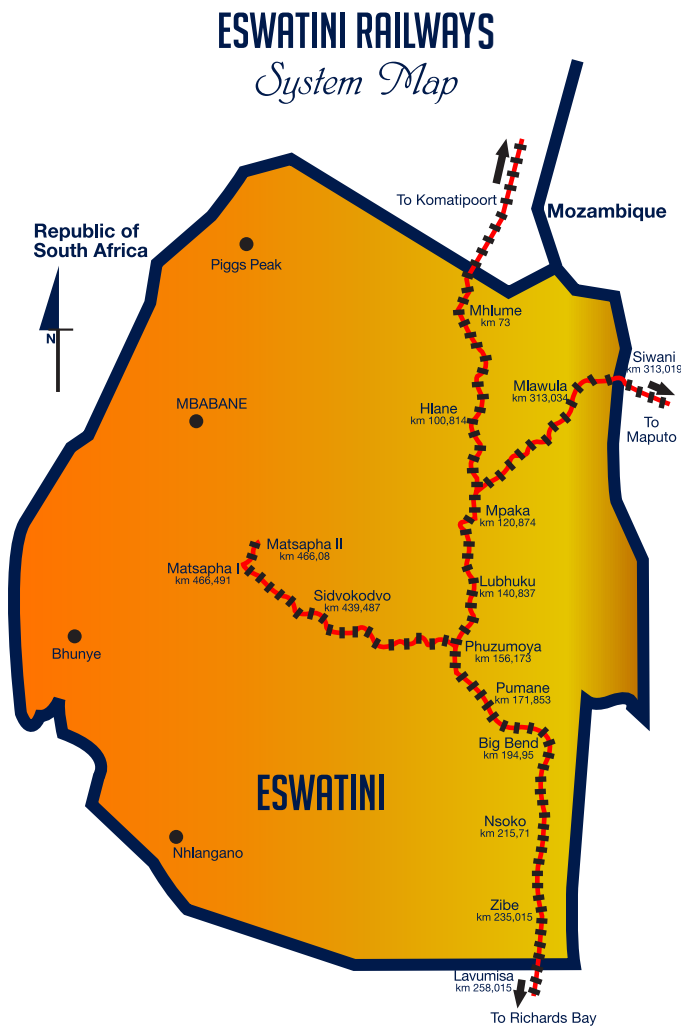 ESWATINI RAILWAYS
System Map
To Komatipoort
Mozambique
Republic of
South Africa
Piggs Peak
N
Mhlume
km 73
Siwani
km 313,019
Mlawula
km 313,034
To
Maputo
Hlane
km 100,814
MBABANE
Mpaka
km 120,874
Matsapha II
km 466,08
Matsapha I
km 466,491
Sidvokodvo
km 439,487
Lubhuku
km 140,837
Bhunye
Phuzumoya
km 156,173
Pumane
km 171,853
Big Bend
km 194,95
ESWATINI
Nsoko
km 215,71
Nhlangano
Zibe
km 235,015
Lavumisa
km 258,015
To Richards Bay